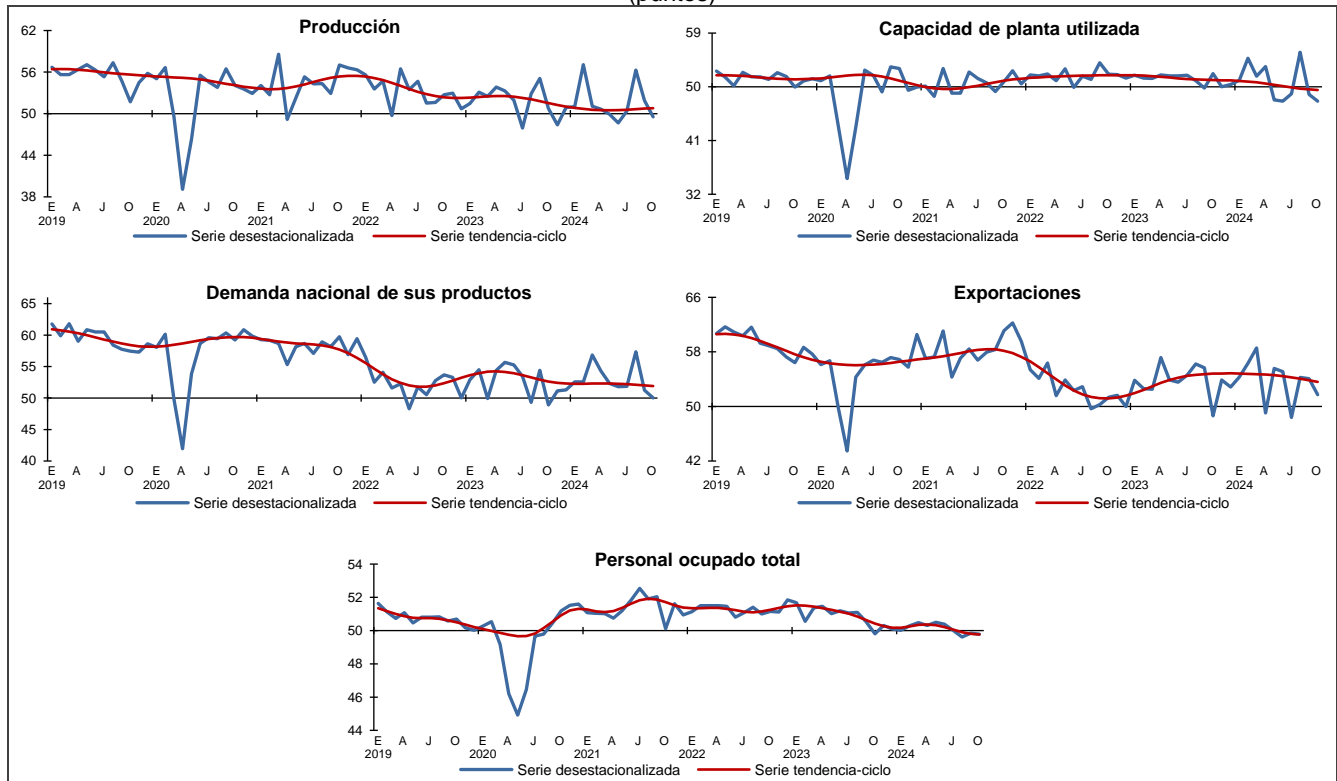 (puntos)
Producción
62
56
50
44
38
E A J O E A J O E A J O E A J O E A J O E A J O
2019 2020 2021 2022 2023 2024
Serie desestacionalizada Serie tendencia-ciclo
Capacidad de planta utilizada
59
50
41
32
E A J O E A J O E A J O E A J O E A J O E A J O
2019 2020 2021 2022 2023 2024
Serie desestacionalizada Serie tendencia-ciclo
Demanda nacional de sus productos
65
60
55
50
45
40
E A J O E A J O E A J O E A J O E A J O E A J O
2019 2020 2021 2022 2023 2024
Serie desestacionalizada Serie tendencia-ciclo
Exportaciones
66
58
50
42
E A J O E A J O E A J O E A J O E A J O E A J O
2019 2020 2021 2022 2023 2024
Serie desestacionalizada Serie tendencia-ciclo
Personal ocupado total
54
52
50
48
46
44
E A J O E A J O E A J O E A J O E A J O E A J O
2019 2020 2021 2022 2023 2024
Serie desestacionalizada Serie tendencia-ciclo